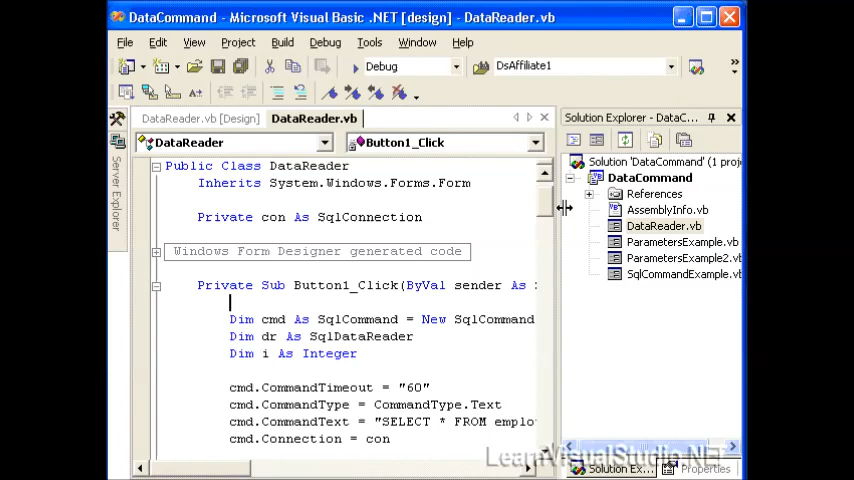 DataCommand - Microsoft Visual Basic .NET [design] - DataReader.vb
File Edit View Project Build Debug Tools Window Help
Debug DsAffiliate1
DataReader.vb [Design] DataReader.vb
Solution Explorer - DataC...
DataReader Button1_Click
Server Explorer
Solution 'DataCommand' (1 proje
DataCommand
References
AssemblyInfo.vb
DataReader.vb
ParametersExample.vb
ParametersExample2.vb
SqlCommandExample.vb
Public Class DataReader
Inherits System.Windows.Forms.Form
Private con As SqlConnection
Windows Form Designer generated code
Private Sub Button1_Click(ByVal sender As
Dim cmd As SqlCommand = New SqlCommand
Dim dr As SqlDataReader
Dim i As Integer
cmd.CommandTimeout = "60"
cmd.CommandType = CommandType.Text
cmd.CommandText = "SELECT * FROM emplo
cmd.Connection = con
LearnVisualStudio.NET
Solution Ex... Properties